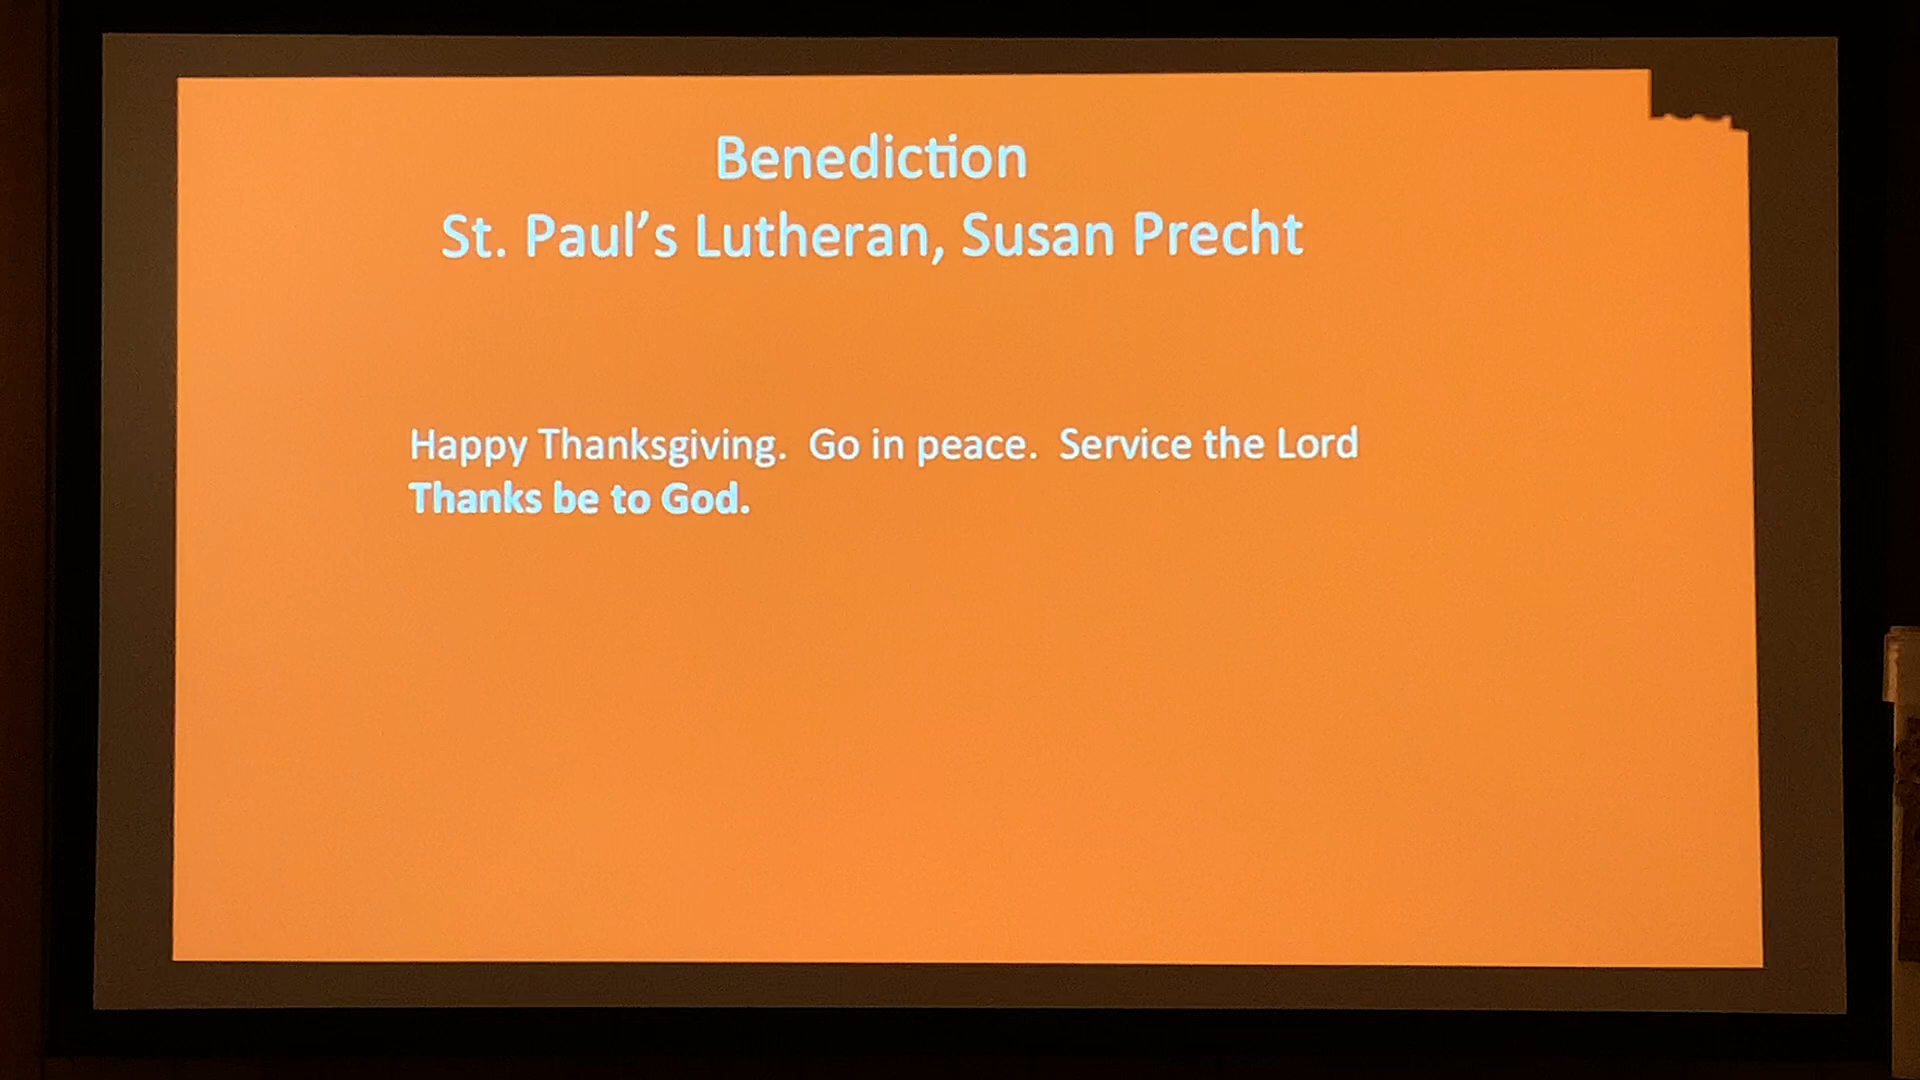 Benediction
St. Paul’s Lutheran, Susan Precht
Happy Thanksgiving.  Go in peace.  Service the Lord
Thanks be to God.